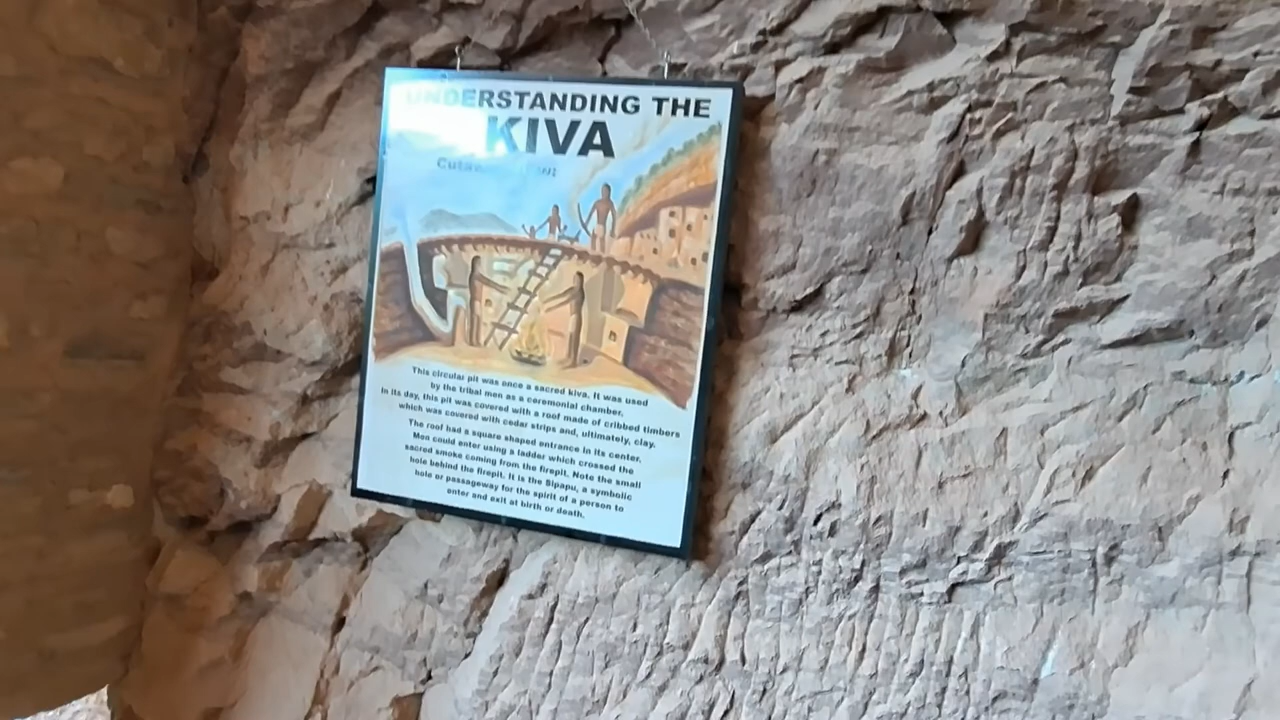 UNDERSTANDING THE
KIVA
This circular pit was once a sacred kiva. It was used
by the tribal men as a ceremonial chamber.
In its day, this pit was covered with a roof made of cribbed timbers
which was covered with cedar strips and, ultimately, clay.
The roof had a square shaped entrance in its center,
Men could enter using a ladder which crossed the
sacred smoke coming from the firepit. Note the small
hole behind the firepit. It is the Sipapu, a symbolic
hole or passageway for the spirit of a person to
enter and exit at birth or death.